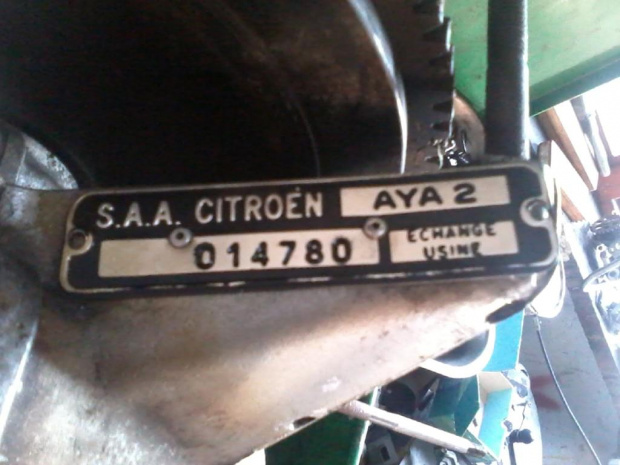 S.A.A. CITROËN AYA 2
014780 ECHANGE
USINE